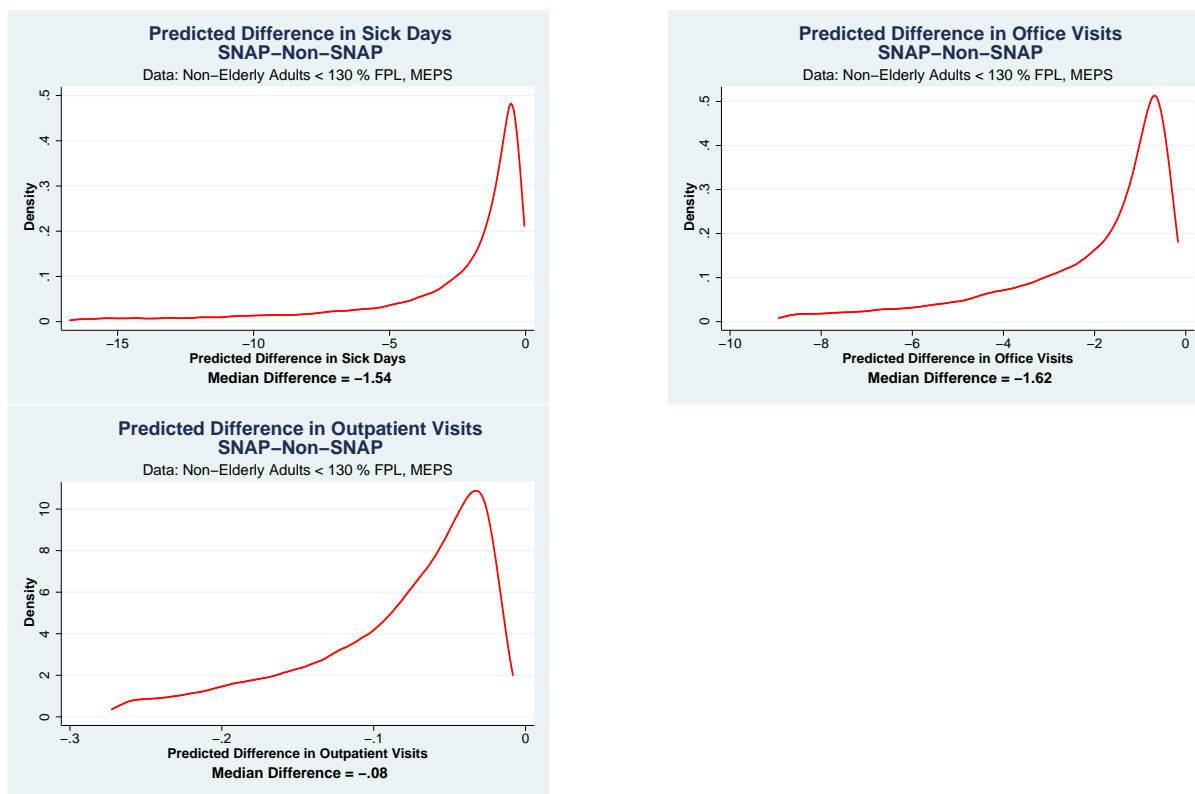 Predicted Difference in Sick Days
SNAP−Non−SNAP
Data: Non−Elderly Adults < 130 % FPL, MEPS
Density
.5
.4
.3
.2
.1
0
−15
−10
−5
0
Predicted Difference in Sick Days
Median Difference = −1.54
Predicted Difference in Office Visits
SNAP−Non−SNAP
Data: Non−Elderly Adults < 130 % FPL, MEPS
Density
.5
.4
.3
.2
.1
0
−10
−8
−6
−4
−2
0
Predicted Difference in Office Visits
Median Difference = −1.62
Predicted Difference in Outpatient Visits
SNAP−Non−SNAP
Data: Non−Elderly Adults < 130 % FPL, MEPS
Density
10
8
6
4
2
0
−.3
−.2
−.1
0
Predicted Difference in Outpatient Visits
Median Difference = −.08